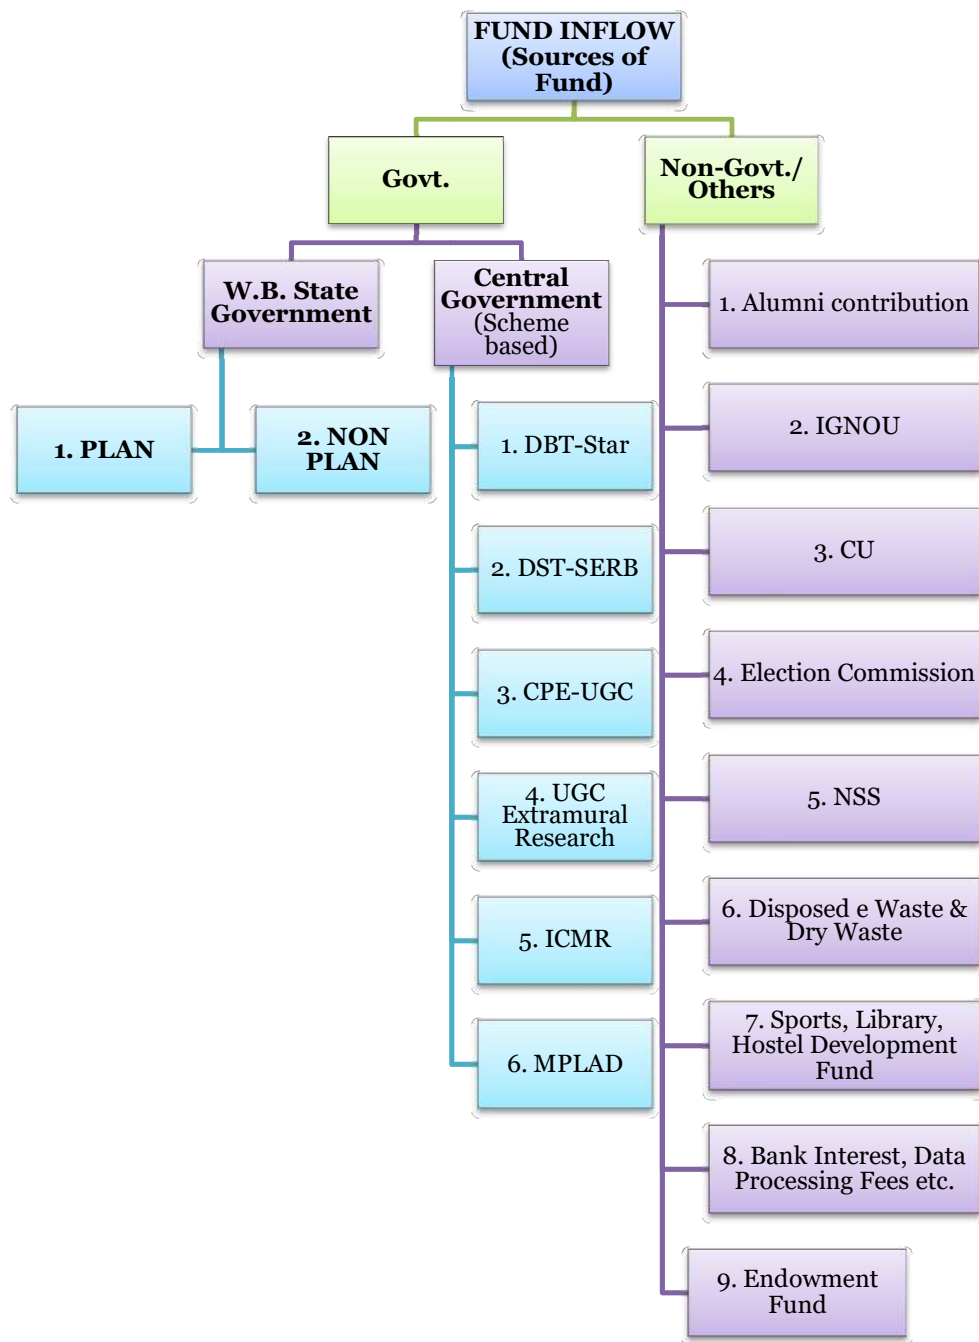 FUND INFLOW
(Sources of
Fund)
Govt.
Non-Govt./
Others
W.B. State
Government
Central
Government
(Scheme
based)
1. PLAN
2. NON
PLAN
1. DBT-Star
2. DST-SERB
3. CPE-UGC
4. UGC
Extramural
Research
5. ICMR
6. MPLAD
1. Alumni contribution
2. IGNOU
3. CU
4. Election Commission
5. NSS
6. Disposed e Waste &
Dry Waste
7. Sports, Library,
Hostel Development
Fund
8. Bank Interest, Data
Processing Fees etc.
9. Endowment
Fund